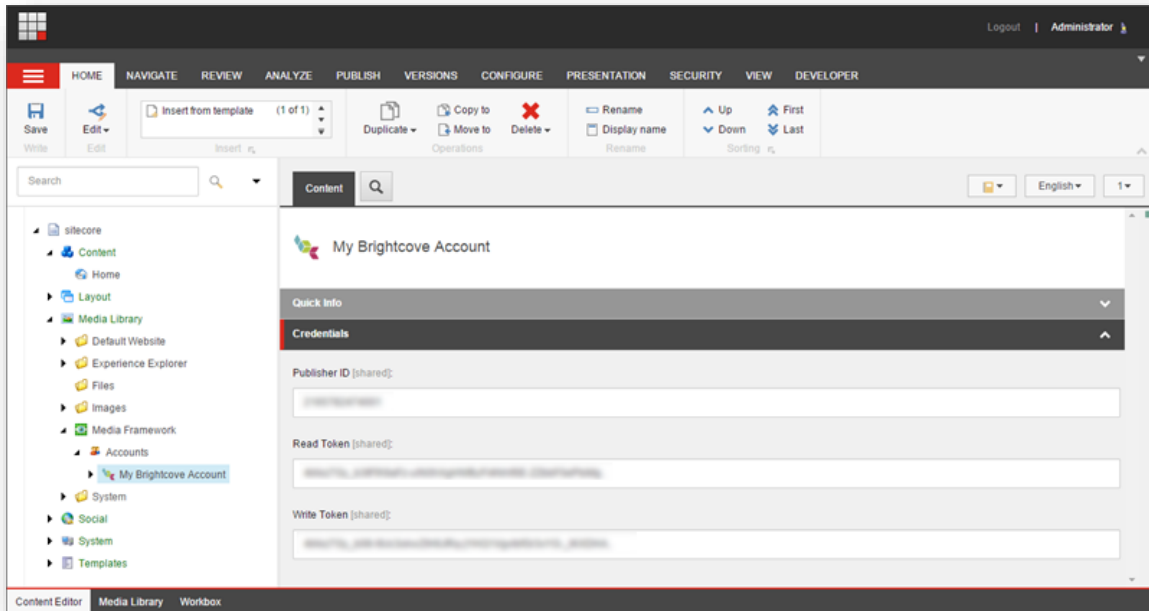 Logout | Administrator
HOME NAVIGATE REVIEW ANALYZE PUBLISH VERSIONS CONFIGURE PRESENTATION SECURITY VIEW DEVELOPER
Insert from template (1 of 1) Copy to Rename Up First
Save Edit Duplicate Move to Delete Display name Down Last
Write Edit Insert Operations Rename Sorting
Search
Content English 1
sitecore
Content
Home
Layout
Media Library
Default Website
Experience Explorer
Files
Images
Media Framework
Accounts
My Brightcove Account
System
Social
System
Templates
My Brightcove Account
Quick Info
Credentials
Publisher ID [shared]:
Read Token [shared]:
Write Token [shared]:
Content Editor Media Library Workbox